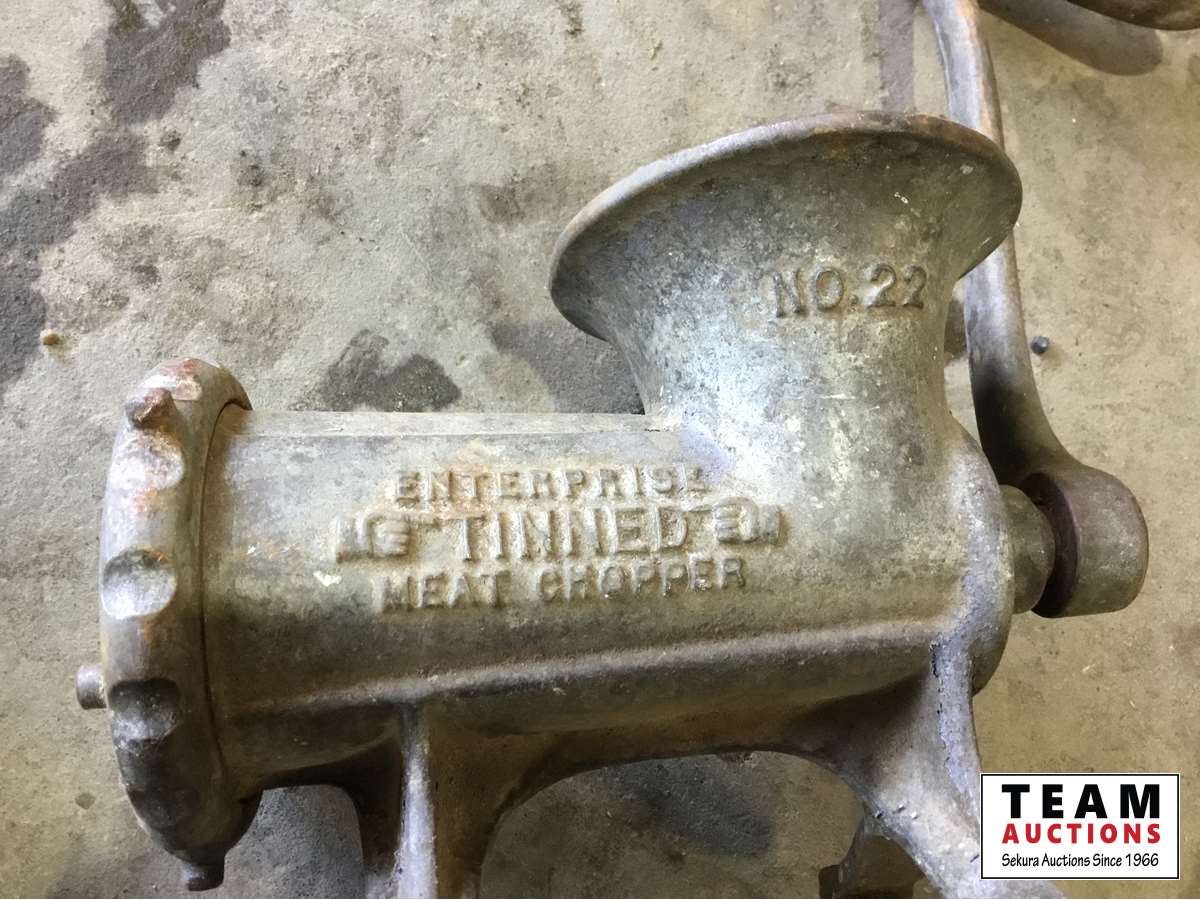 NO. 22
ENTERPRISE
TINNED
MEAT CHOPPER
TEAM
AUCTIONS
Sekura Auctions Since 1966